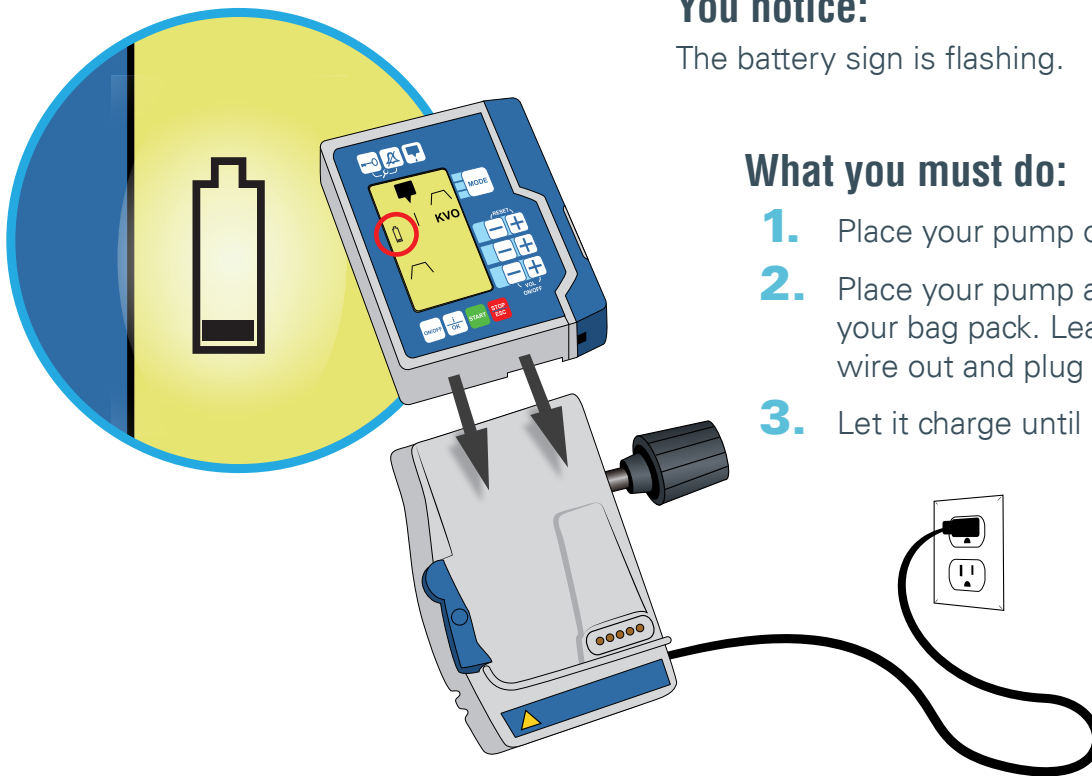 You notice:
The battery sign is flashing.
What you must do:
1. Place your pump
2. Place your pump
your bag pack.
wire out and plug
3. Let it charge until
MODE
KVO
RESET
VOL
ON/OFF
ON/OFF
i
OK
START
STOP
ESC